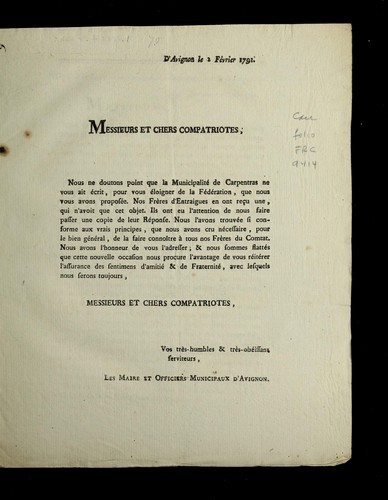 D'Avignon le 2 Février 1791.
MESSIEURS ET CHERS COMPATRIOTES,
Case
folio
FRC
9414
Nous ne doutons point que la Municipalité de Carpentras ne
vous ait écrit, pour vous éloigner de la Fédération, que nous
vous avons proposée. Nos Frères d'Entraigues en ont reçu une,
qui n'avoit que cet objet. Ils ont eu l'attention de nous faire
passer une copie de leur Réponse. Nous l'avons trouvée si con-
forme aux vrais principes, que nous avons cru nécessaire, pour
le bien général, de la faire connoître à tous nos Frères du Comtat.
Nous avons l'honneur de vous l'adresser; & nous sommes flattés
que cette nouvelle occasion nous procure l'avantage de vous réitérer
l'assurance des sentimens d'amitié & de Fraternité, avec lesquels
nous serons toujours,
MESSIEURS ET CHERS COMPATRIOTES,
Vos très-humbles & très-obéissans
serviteurs,
LES MAIRE ET OFFICIERS MUNICIPAUX D'AVIGNON.